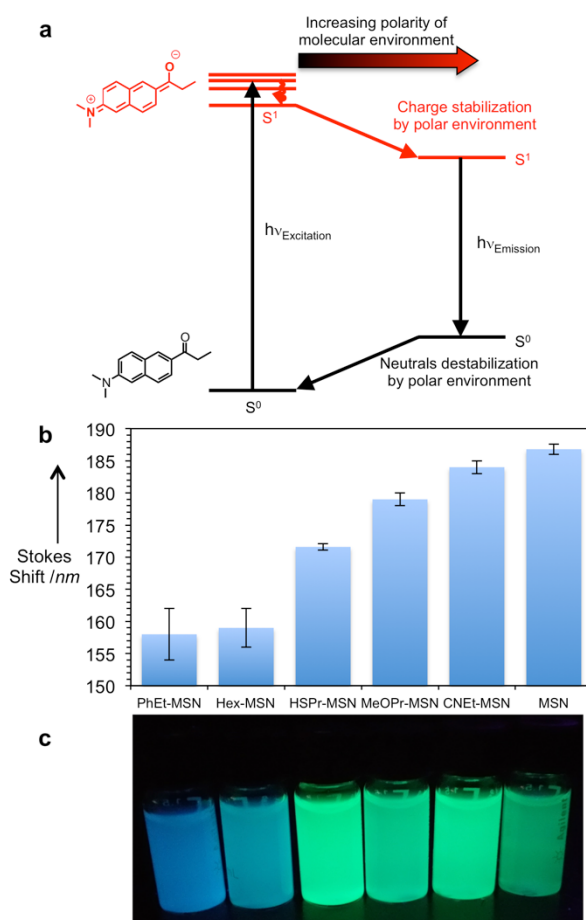 a
Increasing polarity of
molecular environment
O
⊖
N
⊕
S¹
Charge stabilization
by polar environment
S¹
hνExcitation
hνEmission
O
N
S⁰
Neutrals destabilization
by polar environment
S⁰
b
190
185
180
175
170
165
160
155
150
Stokes
Shift /nm
PhEt-MSN Hex-MSN HSPr-MSN MeOPr-MSN CNEt-MSN MSN
c